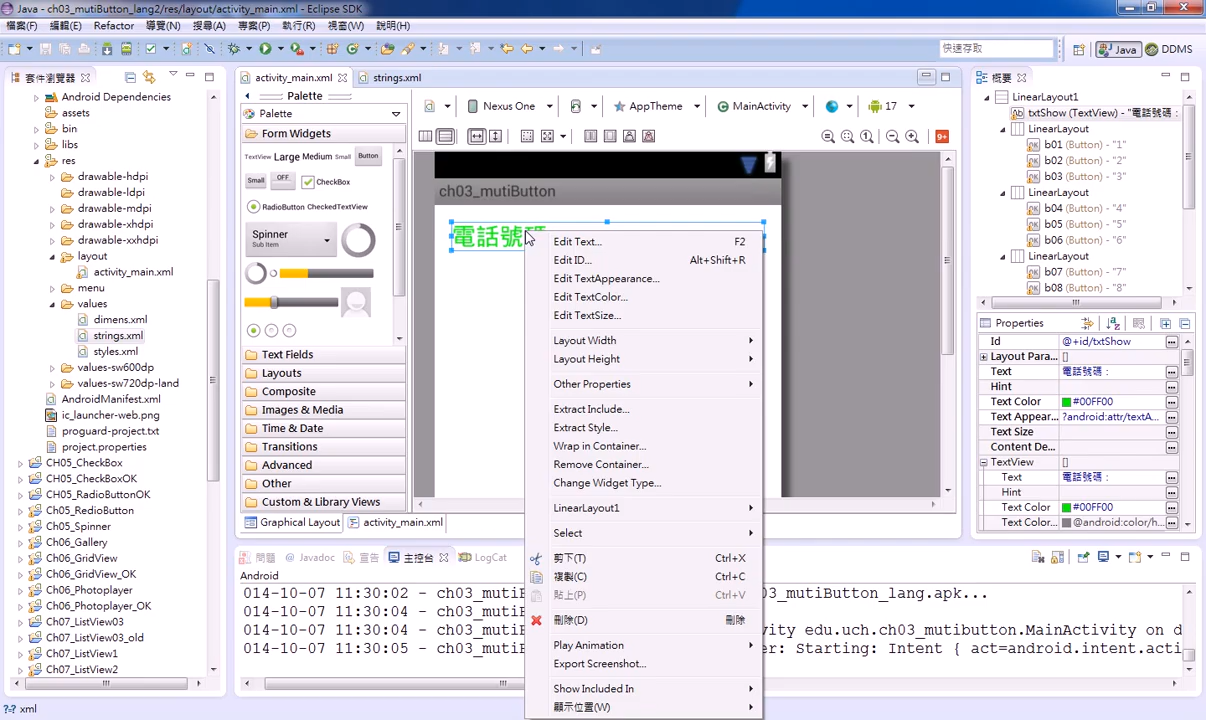 Java - ch03_mutiButton_lang2/res/layout/activity_main.xml - Eclipse SDK
檔案(F) 編輯(E) Refactor 導覽(N) 搜尋(A) 專案(P) 執行(R) 視窗(W) 說明(H)
快速存取
Java
DDMS
套件瀏覽器
Android Dependencies
assets
bin
libs
res
drawable-hdpi
drawable-ldpi
drawable-mdpi
drawable-xhdpi
drawable-xxhdpi
layout
activity_main.xml
menu
values
dimens.xml
strings.xml
styles.xml
values-sw600dp
values-sw720dp-land
AndroidManifest.xml
ic_launcher-web.png
proguard-project.txt
project.properties
CH05_CheckBox
CH05_CheckBoxOK
CH05_RadioButtonOK
Ch05_RadioButton
Ch05_Spinner
Ch06_Gallery
Ch06_GridView
Ch06_GridView_OK
Ch06_Photoplayer
Ch06_Photoplayer_OK
Ch07_ListView03
Ch07_ListView03_old
Ch07_ListView1
Ch07_ListView2
activity_main.xml
strings.xml
Palette
Palette
Form Widgets
TextView Large Medium Small Button
Small OFF CheckBox
RadioButton CheckedTextView
Spinner
Sub Item
Text Fields
Layouts
Composite
Images & Media
Time & Date
Transitions
Advanced
Other
Custom & Library Views
Graphical Layout
activity_main.xml
Nexus One
AppTheme
MainActivity
17
9+
ch03_mutiButton
電話號碼
Edit Text... F2
Edit ID... Alt+Shift+R
Edit TextAppearance...
Edit TextColor...
Edit TextSize...
Layout Width
Layout Height
Other Properties
Extract Include...
Extract Style...
Wrap in Container...
Remove Container...
Change Widget Type...
LinearLayout1
Select
剪下(T) Ctrl+X
複製(C) Ctrl+C
貼上(P) Ctrl+V
刪除(D) 刪除
Play Animation
Export Screenshot...
Show Included In
顯示位置(W)
概要
LinearLayout1
txtShow (TextView) - "電話號碼：
LinearLayout
b01 (Button) - "1"
b02 (Button) - "2"
b03 (Button) - "3"
LinearLayout
b04 (Button) - "4"
b05 (Button) - "5"
b06 (Button) - "6"
LinearLayout
b07 (Button) - "7"
b08 (Button) - "8"
Properties
Id @+id/txtShow
Layout Para... []
Text 電話號碼：
Hint
Text Color #00FF00
Text Appear... ?android:attr/textA...
Text Size
Content De...
TextView []
Text 電話號碼：
Hint
Text Color #00FF00
Text Color... @android:color/h...
問題 Javadoc 宣告 主控台 LogCat
Android
014-10-07 11:30:02 - ch03_mutiB 03_mutiButton_lang.apk...
014-10-07 11:30:04 - ch03_mutiB
014-10-07 11:30:04 - ch03_mutiB ivity edu.uch.ch03_mutibutton.MainActivity on d
014-10-07 11:30:05 - ch03_mutiB er: Starting: Intent { act=android.intent.acti
xml